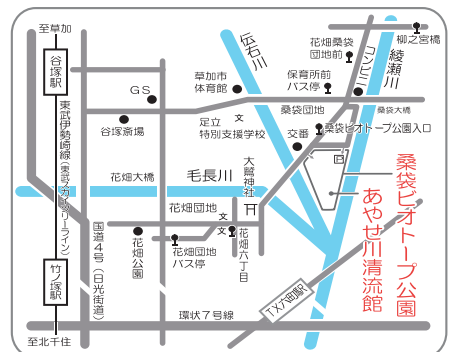 至草加
谷塚駅
東武伊勢崎線(東武スカイツリーライン)
竹ノ塚駅
至北千住
国道4号(日光街道)
GS
谷塚斎場
花畑大橋
毛長川
花畑団地
花畑公園
花畑団地
バス停
環状7号線
伝右川
草加市
体育館
足立
特別支援学校
文
大鷲神社
文
文
花畑六丁目
花畑桑袋
団地前
保育所前
バス停
コンビニ
綾瀬川
柳之宮橋
桑袋団地
桑袋大橋
交番
桑袋ビオトープ公園入口
P
桑袋ビオトープ公園
あやせ川清流館
TX六町駅